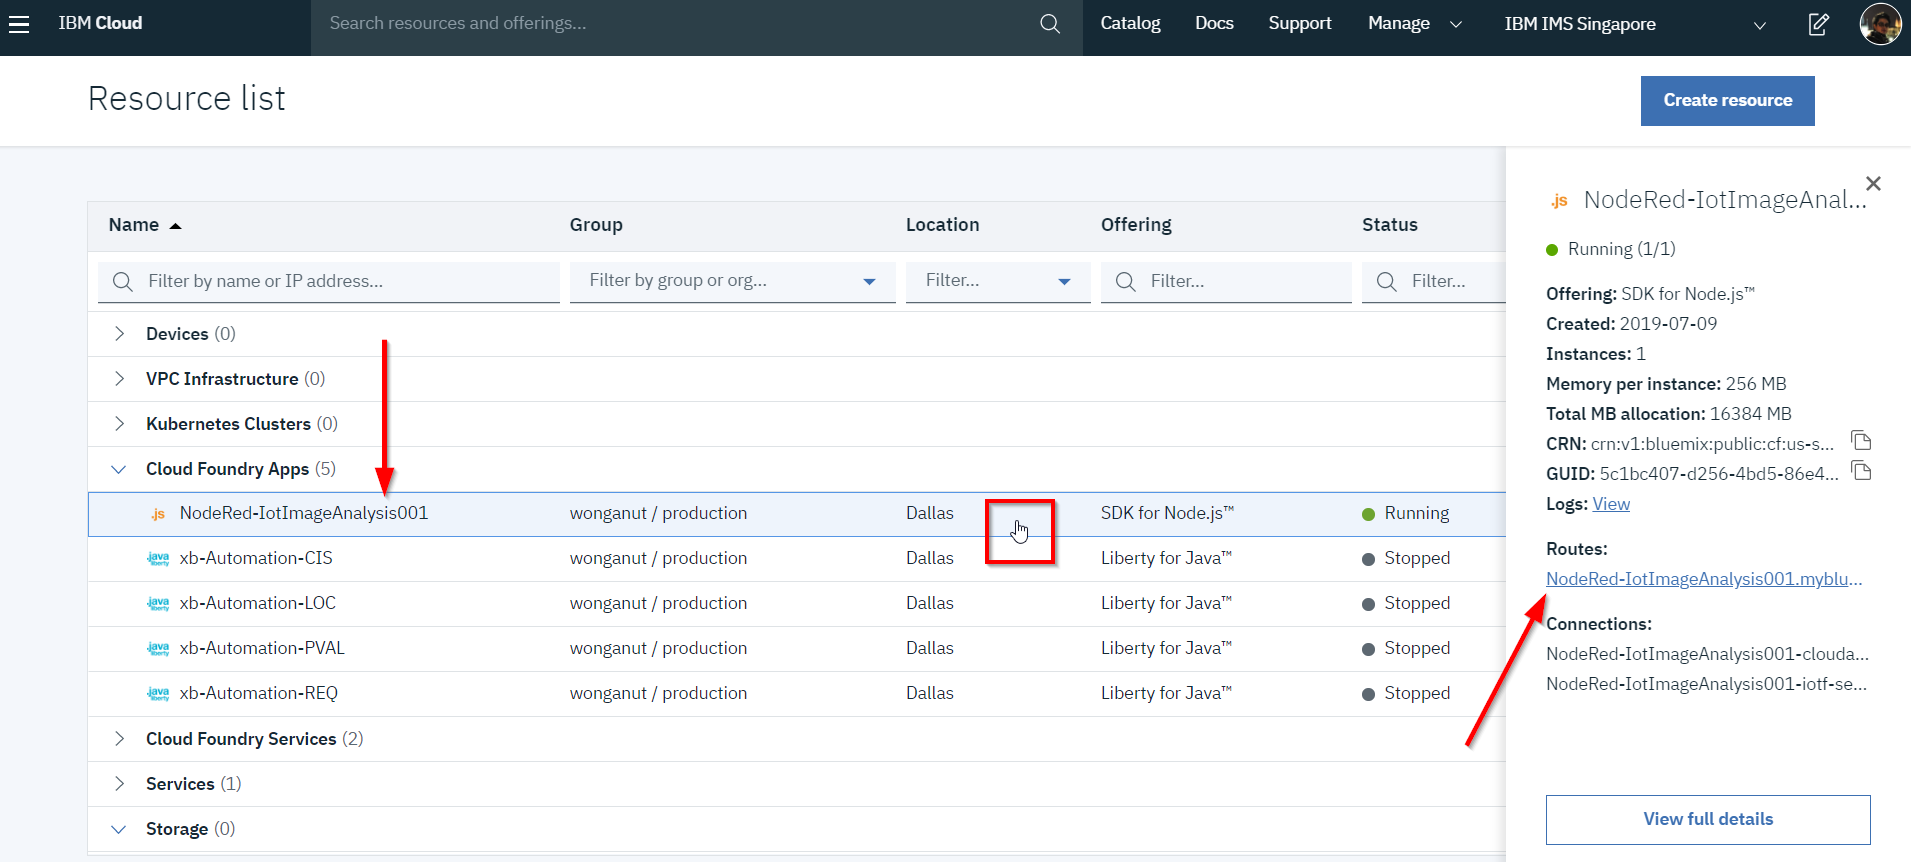 IBM Cloud
Search resources and offerings...
Catalog
Docs
Support
Manage
IBM IMS Singapore
Resource list
Create resource
Name
Group
Location
Offering
Status
Filter by name or IP address...
Filter by group or org...
Filter...
Filter...
Filter...
Devices (0)
VPC Infrastructure (0)
Kubernetes Clusters (0)
Cloud Foundry Apps (5)
.js NodeRed-IotImageAnalysis001 wonganut / production Dallas SDK for Node.js™ Running
java liberty xb-Automation-CIS wonganut / production Dallas Liberty for Java™ Stopped
java liberty xb-Automation-LOC wonganut / production Dallas Liberty for Java™ Stopped
java liberty xb-Automation-PVAL wonganut / production Dallas Liberty for Java™ Stopped
java liberty xb-Automation-REQ wonganut / production Dallas Liberty for Java™ Stopped
Cloud Foundry Services (2)
Services (1)
Storage (0)
.js NodeRed-IotImageAnal...
Running (1/1)
Offering: SDK for Node.js™
Created: 2019-07-09
Instances: 1
Memory per instance: 256 MB
Total MB allocation: 16384 MB
CRN: crn:v1:bluemix:public:cf:us-s...
GUID: 5c1bc407-d256-4bd5-86e4...
Logs: View
Routes:
NodeRed-IotImageAnalysis001.myblu...
Connections:
NodeRed-IotImageAnalysis001-clouda...
NodeRed-IotImageAnalysis001-iotf-se...
View full details